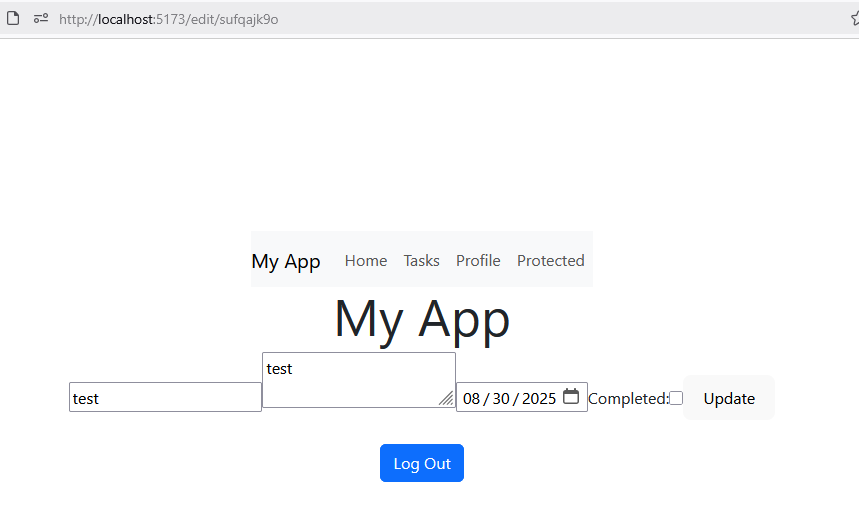 http://localhost:5173/edit/sufqajk9o
My App Home Tasks Profile Protected
My App
test
test 08/30/2025 Completed: Update
Log Out